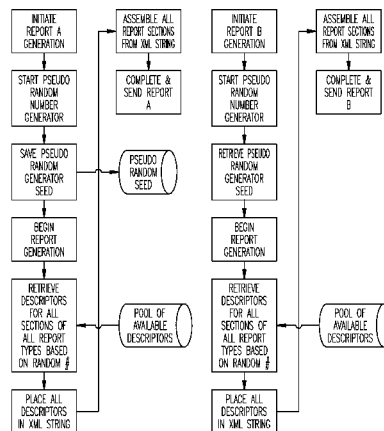 INITIATE
REPORT A
GENERATION
START PSEUDO
RANDOM
NUMBER
GENERATOR
SAVE PSEUDO
RANDOM
GENERATOR
SEED
PSEUDO
RANDOM
SEED
BEGIN
REPORT
GENERATION
RETRIEVE
DESCRIPTORS
FOR ALL
SECTIONS OF
ALL REPORT
TYPES BASED
ON RANDOM #
POOL OF
AVAILABLE
DESCRIPTORS
PLACE ALL
DESCRIPTORS
IN XML STRING
ASSEMBLE ALL
REPORT SECTIONS
FROM XML STRING
COMPLETE &
SEND REPORT
A
INITIATE
REPORT B
GENERATION
START PSEUDO
RANDOM
NUMBER
GENERATOR
RETRIEVE PSEUDO
RANDOM
GENERATOR
SEED
BEGIN
REPORT
GENERATION
RETRIEVE
DESCRIPTORS
FOR ALL
SECTIONS OF
ALL REPORT
TYPES BASED
ON RANDOM #
POOL OF
AVAILABLE
DESCRIPTORS
PLACE ALL
DESCRIPTORS
IN XML STRING
ASSEMBLE ALL
REPORT SECTIONS
FROM XML STRING
COMPLETE &
SEND REPORT
B